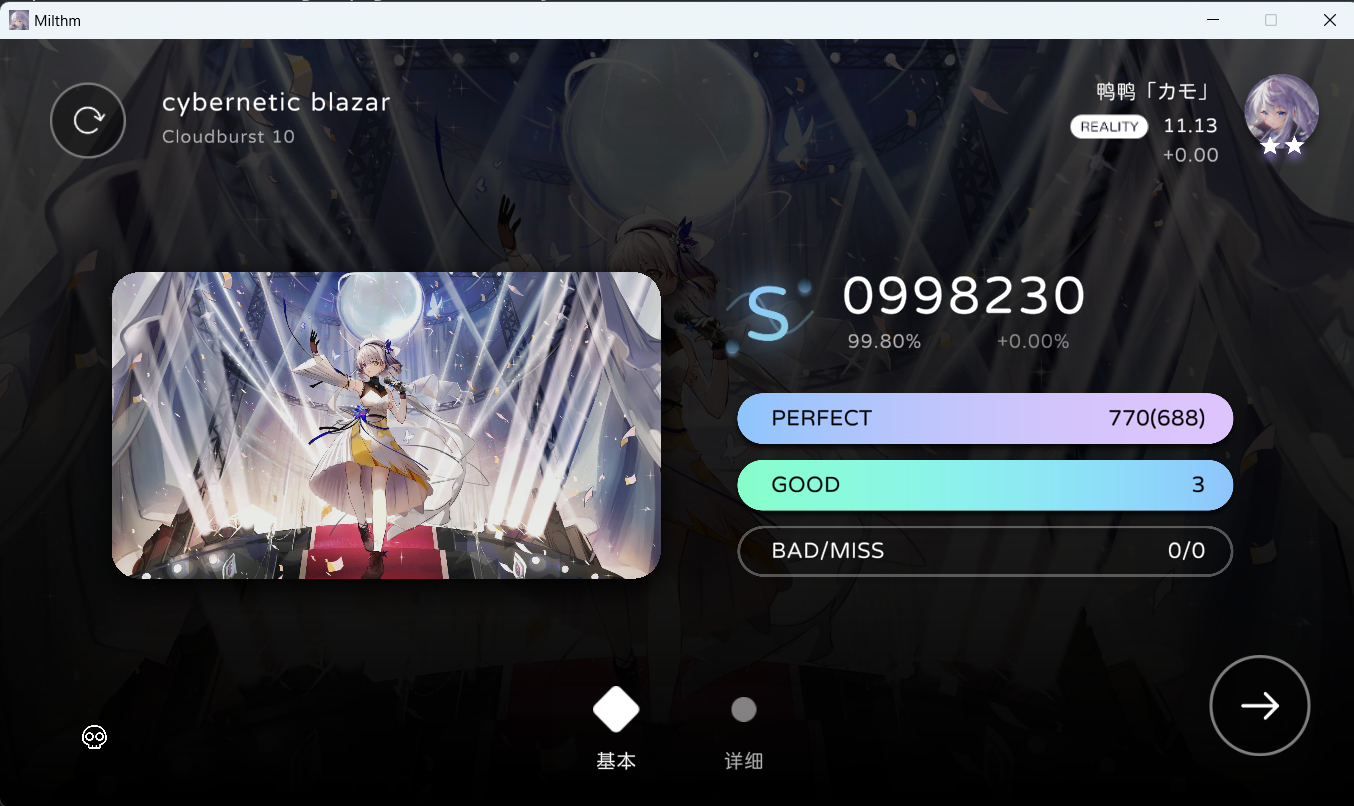 Milthm
cybernetic blazar
Cloudburst 10
鸭鸭「カモ」
REALITY 11.13
+0.00
S 0998230
99.80% +0.00%
PERFECT 770(688)
GOOD 3
BAD/MISS 0/0
基本 详细